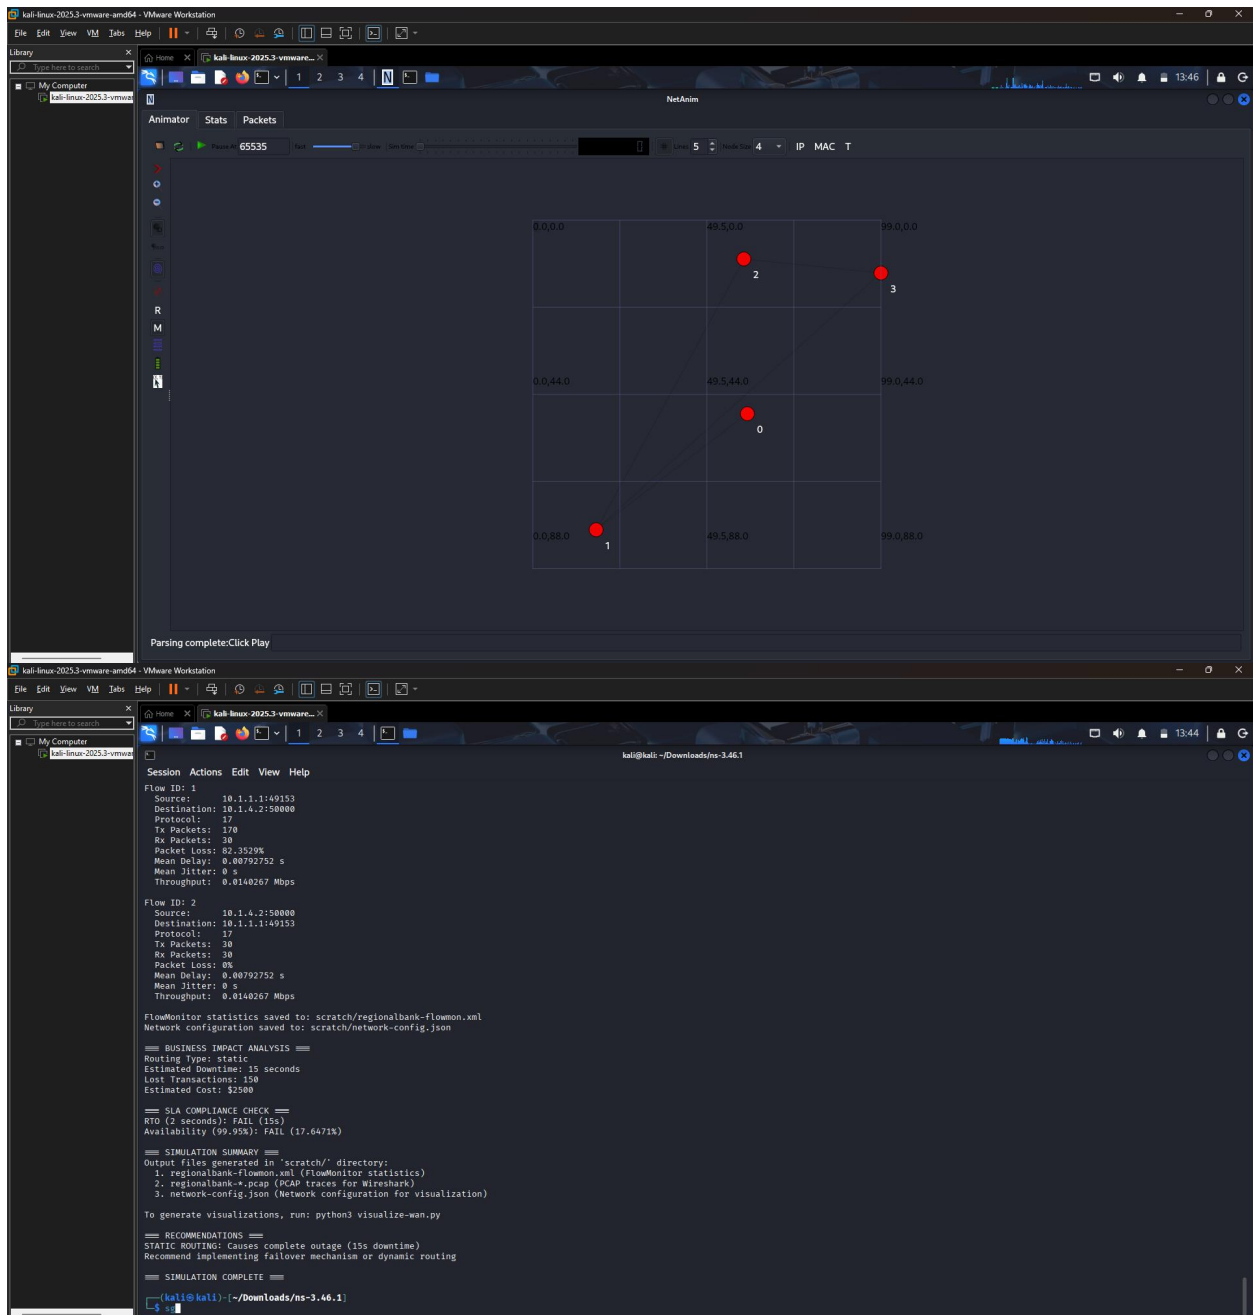 kali-linux-2025.3-vmware-amd64 - VMware Workstation
File Edit View VM Tabs Help
Library
Home kali-linux-2025.3-vmware...
Type here to search
1 2 3 4 13:46
My Computer
kali-linux-2025.3-vmwar
NetAnim
Animator Stats Packets
Pause At 65535 fast slow Sim time 0 Lines 5 Node Size 4 IP MAC T
0.0,0.0 49.5,0.0 99.0,0.0
2
3
R
M
0.0,44.0 49.5,44.0 99.0,44.0
0
0.0,88.0 49.5,88.0 99.0,88.0
1
Parsing complete:Click Play
kali-linux-2025.3-vmware-amd64 - VMware Workstation
File Edit View VM Tabs Help
Library
Home kali-linux-2025.3-vmware...
Type here to search
1 2 3 4 13:44
My Computer
kali-linux-2025.3-vmwar
kali@kali: ~/Downloads/ns-3.46.1
Session Actions Edit View Help
Flow ID: 1
Source: 10.1.1.1:49153
Destination: 10.1.4.2:50000
Protocol: 17
Tx Packets: 170
Rx Packets: 30
Packet Loss: 82.3529%
Mean Delay: 0.00792752 s
Mean Jitter: 0 s
Throughput: 0.0140267 Mbps
Flow ID: 2
Source: 10.1.4.2:50000
Destination: 10.1.1.1:49153
Protocol: 17
Tx Packets: 30
Rx Packets: 30
Packet Loss: 0%
Mean Delay: 0.00792752 s
Mean Jitter: 0 s
Throughput: 0.0140267 Mbps
FlowMonitor statistics saved to: scratch/regionalbank-flowmon.xml
Network configuration saved to: scratch/network-config.json
=== BUSINESS IMPACT ANALYSIS ===
Routing Type: static
Estimated Downtime: 15 seconds
Lost Transactions: 150
Estimated Cost: $2500
=== SLA COMPLIANCE CHECK ===
RTO (2 seconds): FAIL (15s)
Availability (99.95%): FAIL (17.6471%)
=== SIMULATION SUMMARY ===
Output files generated in 'scratch/' directory:
1. regionalbank-flowmon.xml (FlowMonitor statistics)
2. regionalbank-*.pcap (PCAP traces for Wireshark)
3. network-config.json (Network configuration for visualization)
To generate visualizations, run: python3 visualize-wan.py
=== RECOMMENDATIONS ===
STATIC ROUTING: Causes complete outage (15s downtime)
Recommend implementing failover mechanism or dynamic routing
=== SIMULATION COMPLETE ===
(kali㉿kali)-[~/Downloads/ns-3.46.1]
$ sg